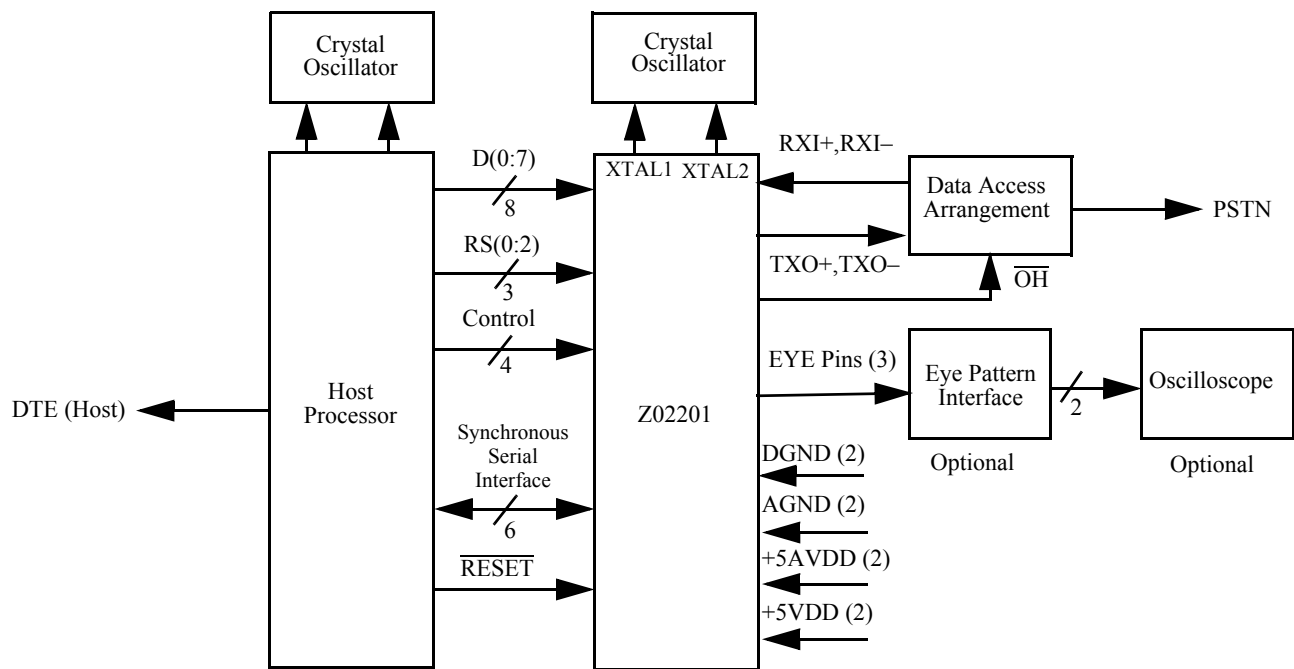 Crystal
Oscillator
Crystal
Oscillator
D(0:7)
8
RS(0:2)
3
Control
4
Synchronous
Serial
Interface
6
R̅E̅S̅E̅T̅
DTE (Host)
Host
Processor
XTAL1 XTAL2
Z02201
RXI+,RXI–
TXO+,TXO–
O̅H̅
Data Access
Arrangement
PSTN
EYE Pins (3)
Eye Pattern
Interface
Optional
2
Oscilloscope
Optional
DGND (2)
AGND (2)
+5AVDD (2)
+5VDD (2)